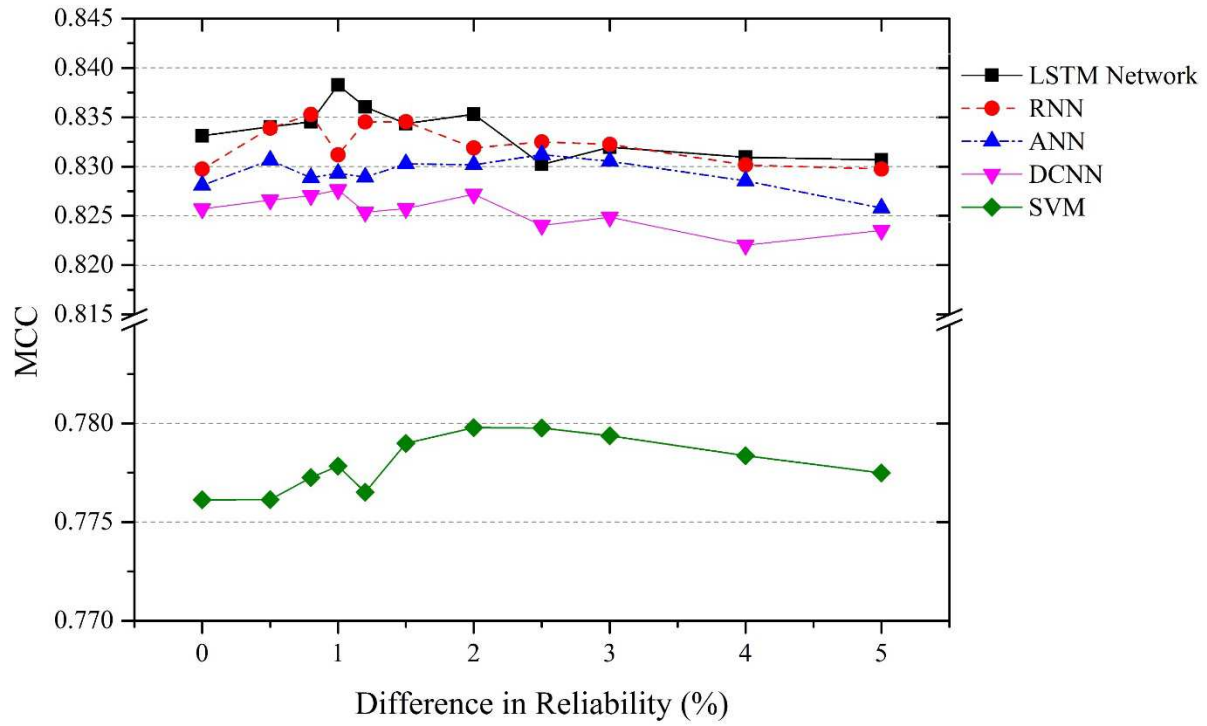 0.845
0.840
0.835
0.830
0.825
0.820
0.815
0.780
0.775
0.770
MCC
0 1 2 3 4 5
Difference in Reliability (%)
LSTM Network
RNN
ANN
DCNN
SVM